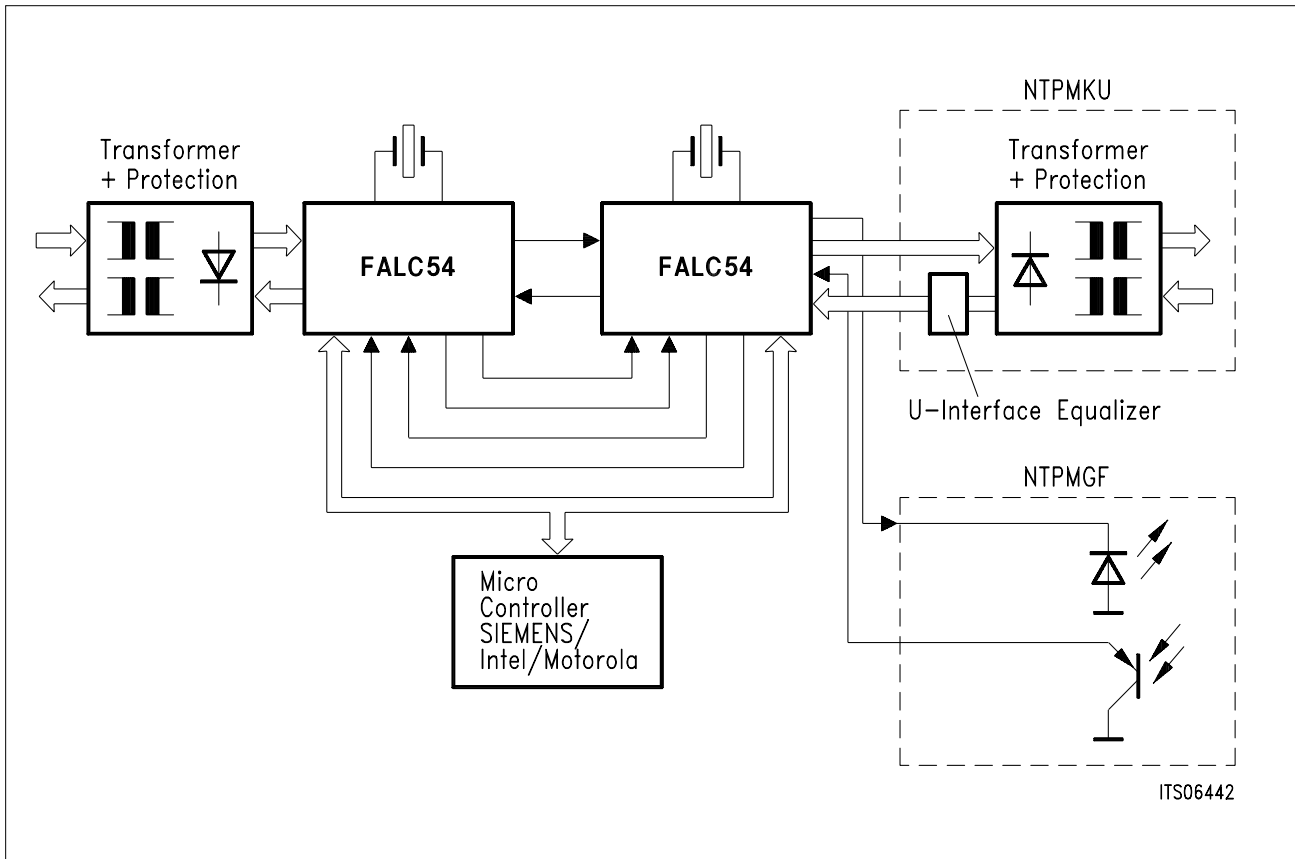 NTPMKU
Transformer
+ Protection
Transformer
+ Protection
FALC54
FALC54
U-Interface Equalizer
NTPMGF
Micro
Controller
SIEMENS/
Intel/Motorola
ITS06442